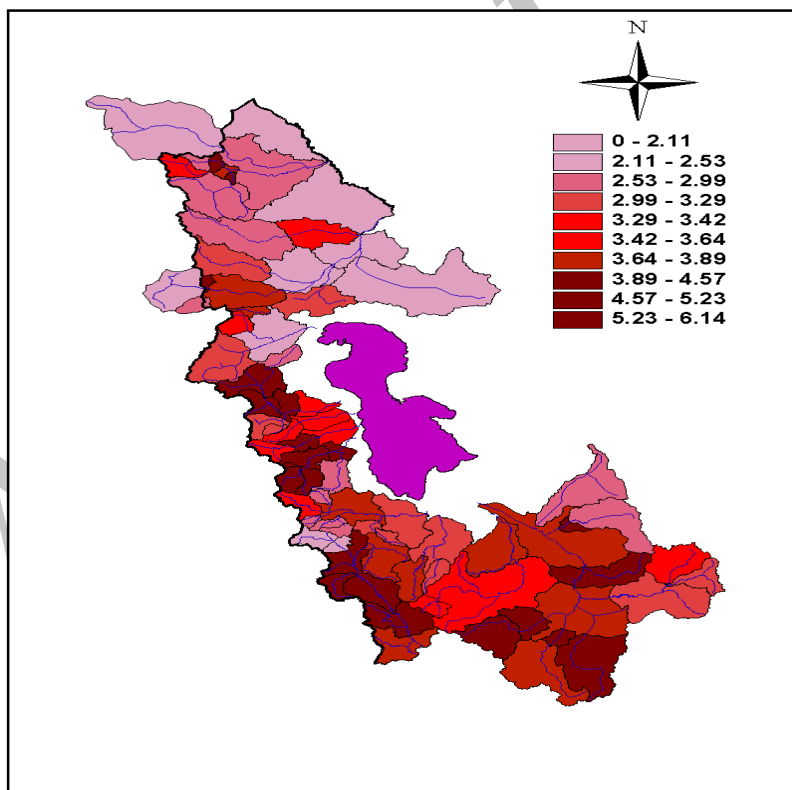 N
0 - 2.11
2.11 - 2.53
2.53 - 2.99
2.99 - 3.29
3.29 - 3.42
3.42 - 3.64
3.64 - 3.89
3.89 - 4.57
4.57 - 5.23
5.23 - 6.14